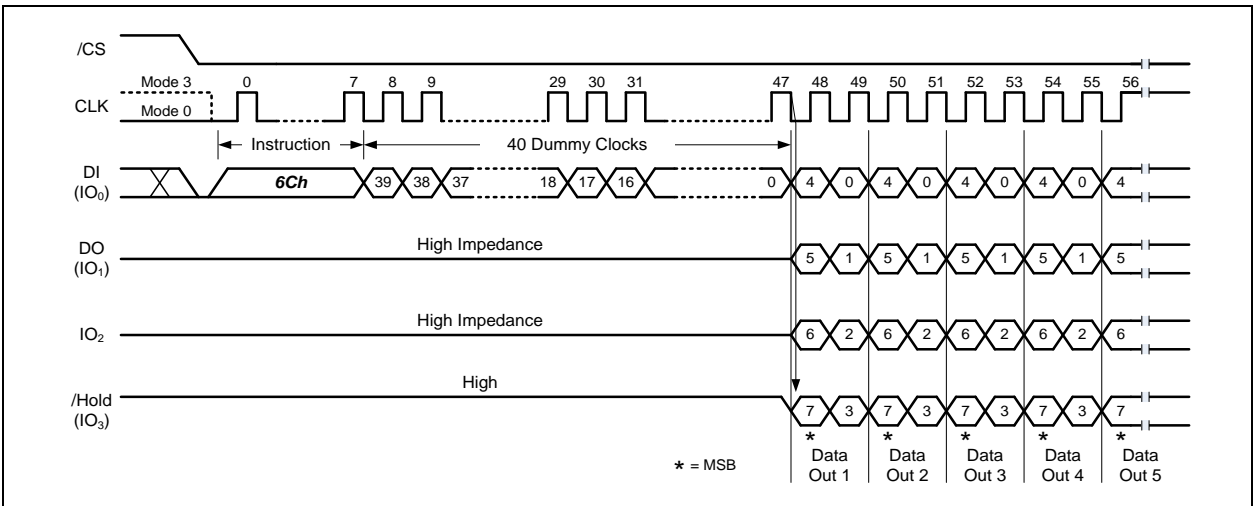 /CS
Mode 3 0 7 8 9 29 30 31 47 48 49 50 51 52 53 54 55 56
CLK
Mode 0
Instruction 40 Dummy Clocks
DI
(IO₀)
6Ch 39 38 37 18 17 16 0 4 0 4 0 4 0 4 0 4
High Impedance
DO
(IO₁)
5 1 5 1 5 1 5 1 5
High Impedance
IO₂
6 2 6 2 6 2 6 2 6
High
/Hold
(IO₃)
7 3 7 3 7 3 7 3 7
* * * * *
* = MSB
Data Out 1
Data Out 2
Data Out 3
Data Out 4
Data Out 5